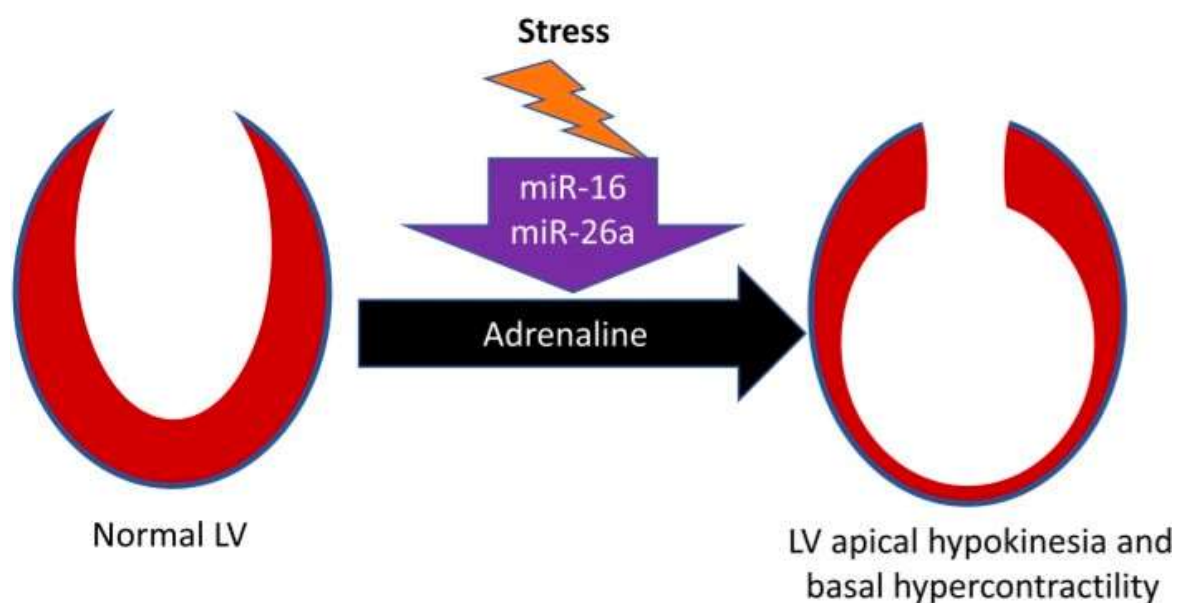 Stress
miR-16
miR-26a
Adrenaline
Normal LV
LV apical hypokinesia and
basal hypercontractility